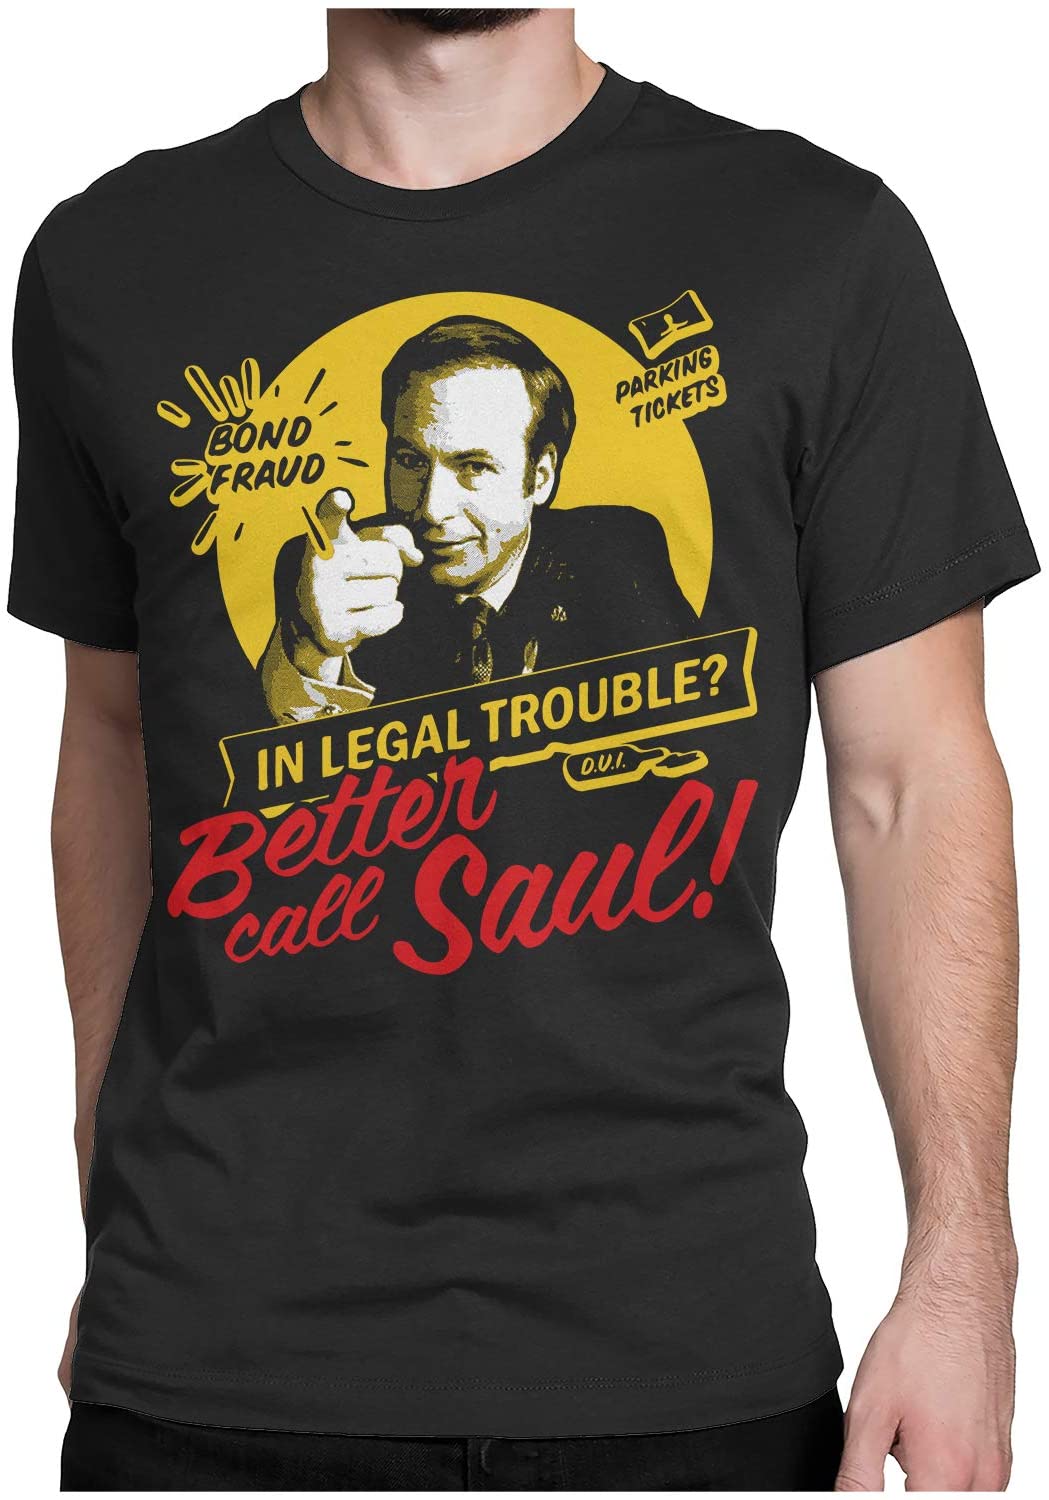 BOND
FRAUD
PARKING
TICKETS
IN LEGAL TROUBLE?
D.U.I.
Better
call Saul!